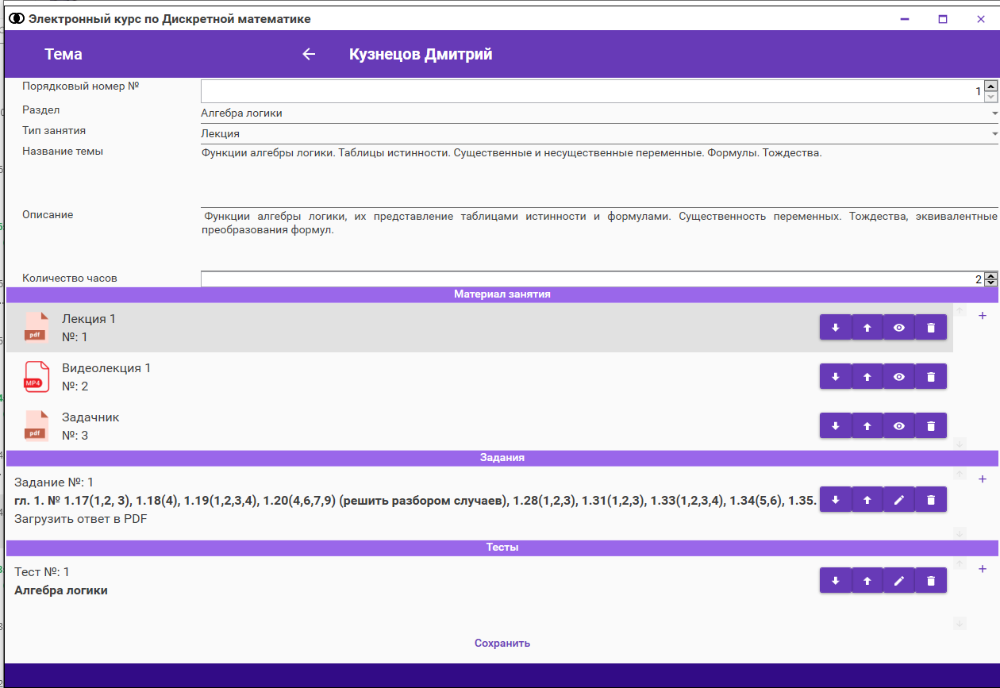 Электронный курс по Дискретной математике
Тема
Кузнецов Дмитрий
Порядковый номер №
1
Раздел
Алгебра логики
Тип занятия
Лекция
Название темы
Функции алгебры логики. Таблицы истинности. Существенные и несущественные переменные. Формулы. Тождества.
Описание
Функции алгебры логики, их представление таблицами истинности и формулами. Существенность переменных. Тождества, эквивалентные
преобразования формул.
Количество часов
2
Материал занятия
pdf
Лекция 1
№: 1
MP4
Видеолекция 1
№: 2
pdf
Задачник
№: 3
Задания
Задание №: 1
гл. 1. № 1.17(1,2, 3), 1.18(4), 1.19(1,2,3,4), 1.20(4,6,7,9) (решить разбором случаев), 1.28(1,2,3), 1.31(1,2,3), 1.33(1,2,3,4), 1.34(5,6), 1.35.
Загрузить ответ в PDF
Тесты
Тест №: 1
Алгебра логики
Сохранить